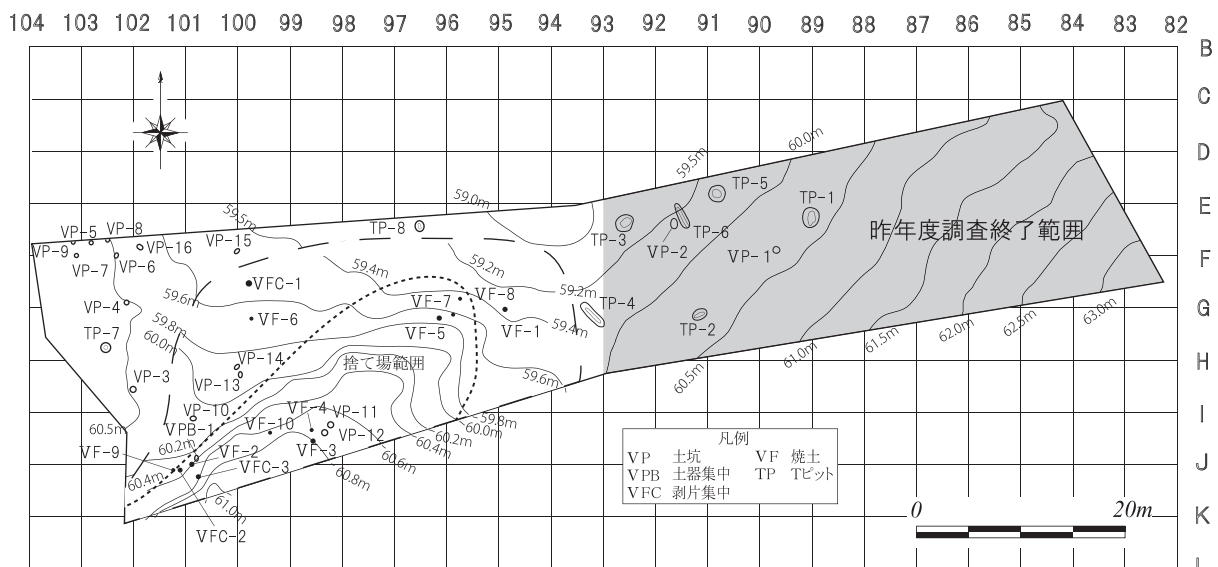 104 103 102 101 100 99 98 97 96 95 94 93 92 91 90 89 88 87 86 85 84 83 82
B
C
D
E
F
G
H
I
J
K
59.5m
60.0m
59.0m
59.5m
TP-5
TP-1
TP-8
TP-3
TP-6
VP-2
VP-1
昨年度調査終了範囲
VP-5
VP-8
VP-9
VP-16
VP-15
VP-7
VP-6
59.4m
59.2m
59.2m
VFC-1
59.6m
VF-7
VF-8
TP-4
VP-4
59.8m
VF-6
VF-5
VF-1
59.4m
TP-2
63.0m
62.5m
62.0m
61.5m
61.0m
60.5m
TP-7
60.0m
VP-14
捨て場範囲
VP-3
VP-13
59.6m
VP-10
VF-4
VP-11
59.8m
60.0m
60.5m
VPB-1
VF-10
VP-12
60.2m
60.4m
60.2m
VF-9
VF-2
VF-3
60.6m
VFC-3
60.8m
60.4m
61.0m
VFC-2
凡例
VP 土坑 VF 焼土
VPB 土器集中 TP Tピット
VFC 剥片集中
0 20m